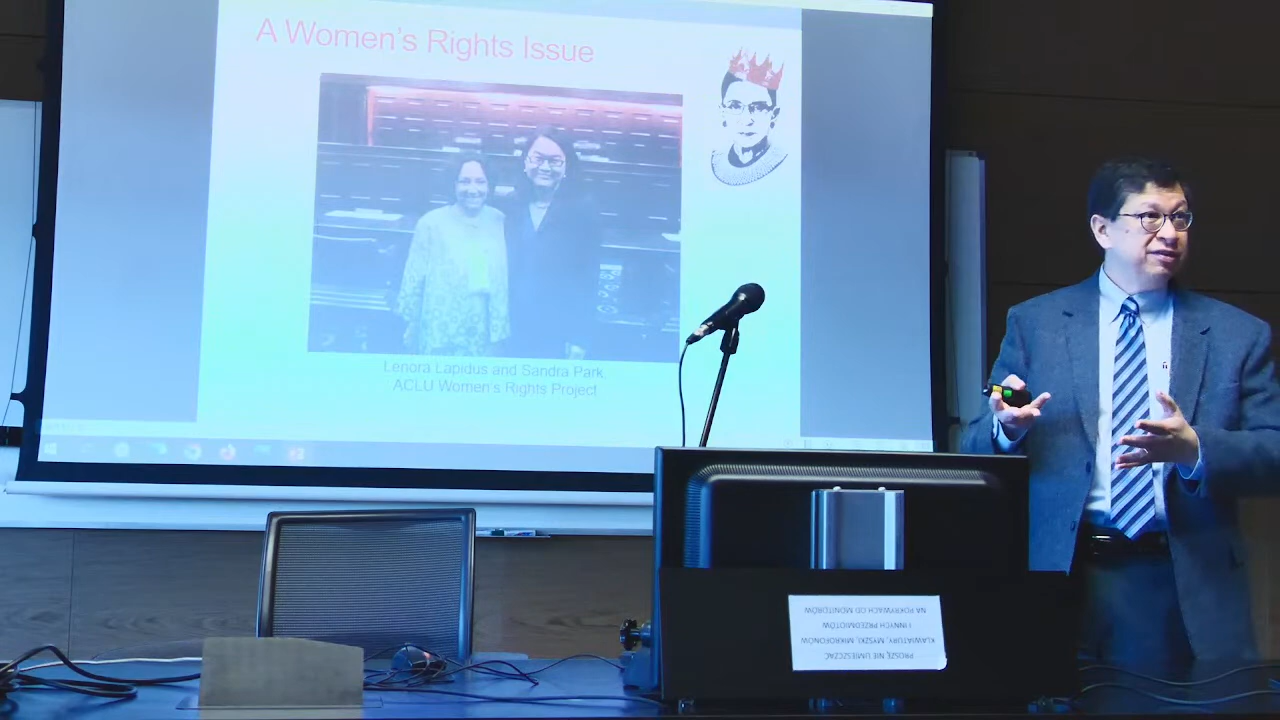 A Women's Rights Issue
Lenora Lapidus and Sandra Park
ACLU Women's Rights Project
PROSZĘ NIE UMIESZCZAĆ
KLAWIATURY, MYSZKI, MIKROFONÓW
I INNYCH PRZEDMIOTÓW
NA POKRYWACH OD MONITORÓW